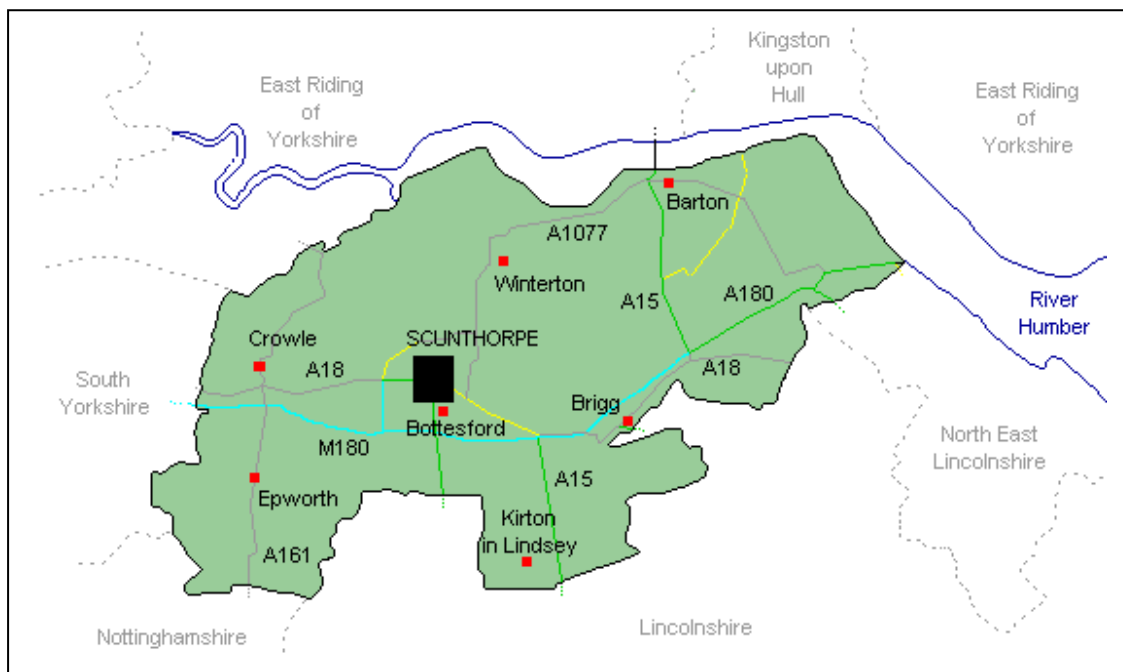 Kingston
upon
Hull
East Riding
of
Yorkshire
East Riding
of
Yorkshire
Barton
A1077
Winterton
A15
A180
River
Humber
SCUNTHORPE
Crowle
A18
A18
South
Yorkshire
Brigg
Bottesford
M180
North East
Lincolnshire
A15
Epworth
Kirton
in Lindsey
A161
Nottinghamshire
Lincolnshire